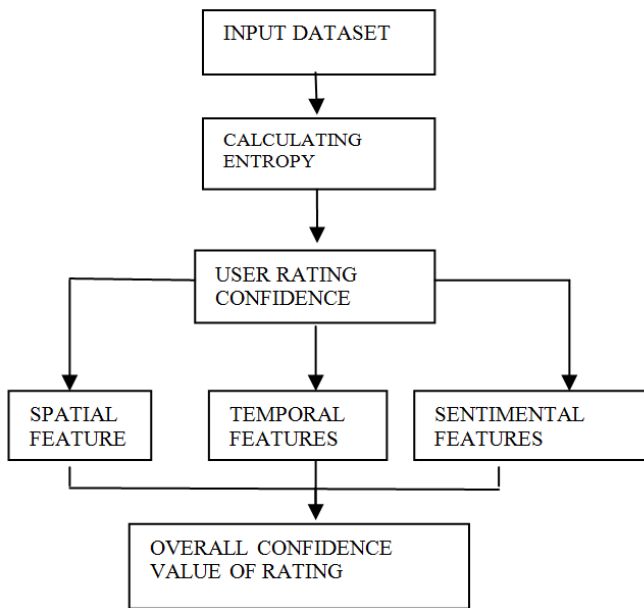 INPUT DATASET
CALCULATING
ENTROPY
USER RATING
CONFIDENCE
SPATIAL
FEATURE
TEMPORAL
FEATURES
SENTIMENTAL
FEATURES
OVERALL CONFIDENCE
VALUE OF RATING